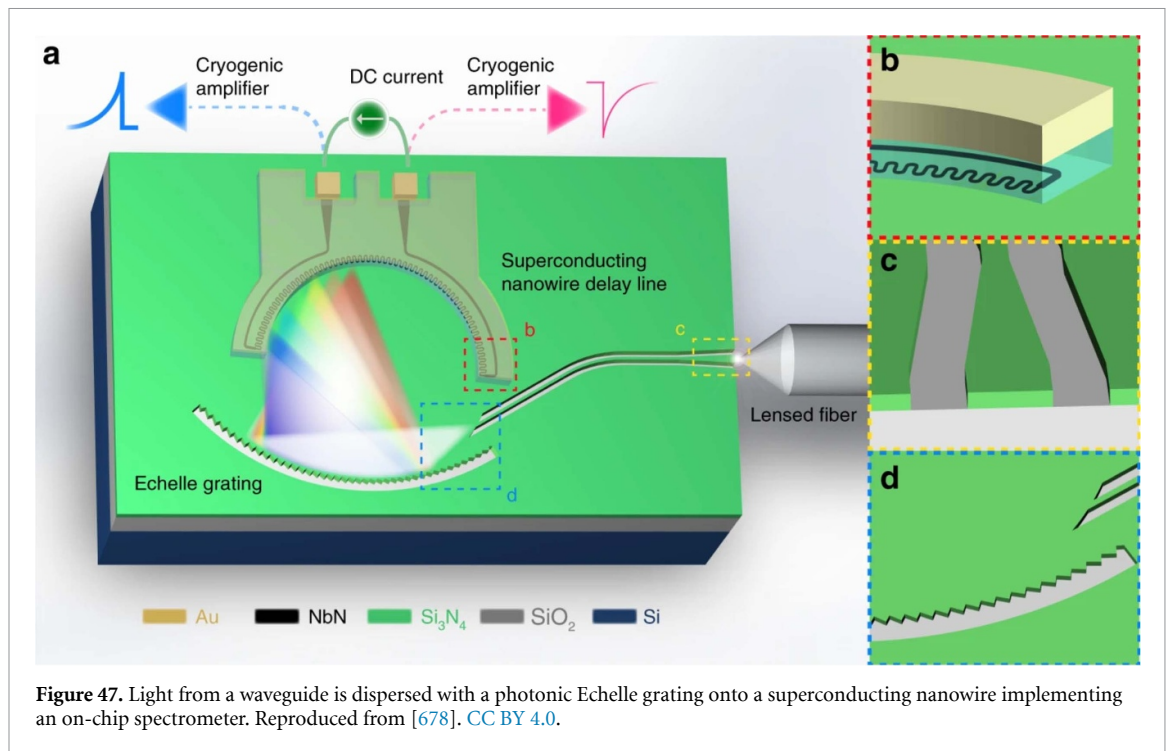 a
Cryogenic
amplifier
DC current
Cryogenic
amplifier
Superconducting
nanowire delay line
b
c
Lensed fiber
Echelle grating
d
Au
NbN
Si₃N₄
SiO₂
Si
b
c
d
Figure 47. Light from a waveguide is dispersed with a photonic Echelle grating onto a superconducting nanowire implementing
an on-chip spectrometer. Reproduced from [678]. CC BY 4.0.